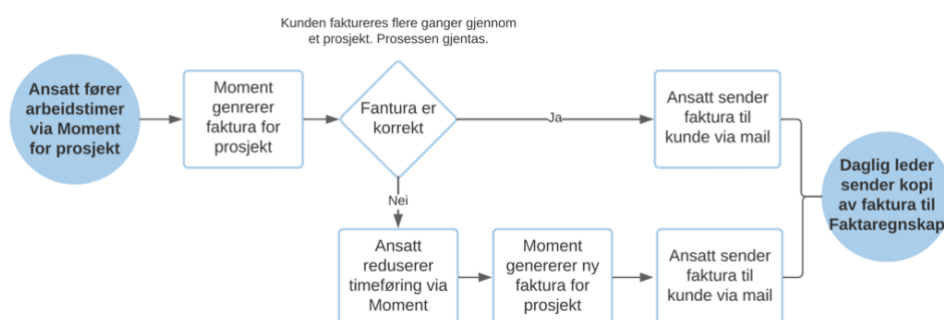 Kunden faktureres flere ganger gjennom
et prosjekt. Prosessen gjentas.
Ansatt fører
arbeidstimer
via Moment
for prosjekt
Moment
genrerer
faktura for
prosjekt
Fantura er
korrekt
Ja
Ansatt sender
faktura til
kunde via mail
Daglig leder
sender kopi
av faktura til
Faktaregnskap
Nei
Ansatt
reduserer
timeføring via
Moment
Moment
genererer ny
faktura for
prosjekt
Ansatt sender
faktura til
kunde via mail